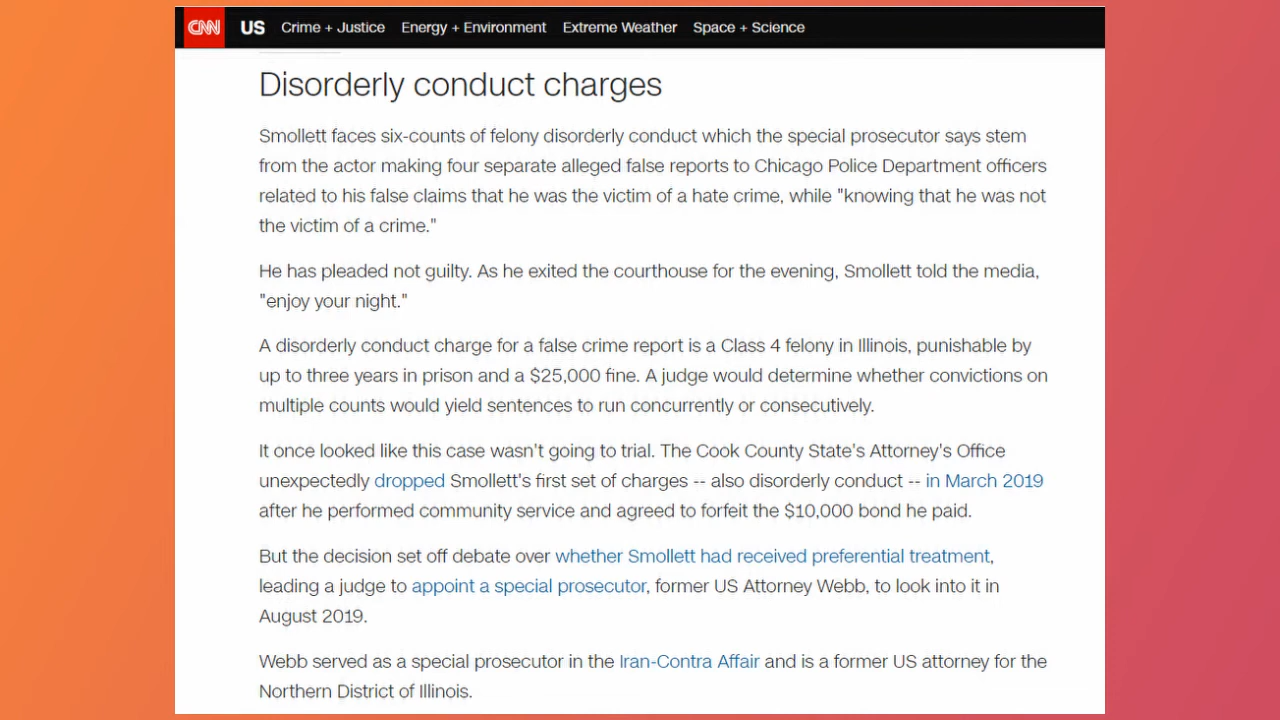 CNN US Crime + Justice Energy + Environment Extreme Weather Space + Science
Disorderly conduct charges
Smollett faces six-counts of felony disorderly conduct which the special prosecutor says stem
from the actor making four separate alleged false reports to Chicago Police Department officers
related to his false claims that he was the victim of a hate crime, while "knowing that he was not
the victim of a crime."
He has pleaded not guilty. As he exited the courthouse for the evening, Smollett told the media,
"enjoy your night."
A disorderly conduct charge for a false crime report is a Class 4 felony in Illinois, punishable by
up to three years in prison and a $25,000 fine. A judge would determine whether convictions on
multiple counts would yield sentences to run concurrently or consecutively.
It once looked like this case wasn't going to trial. The Cook County State's Attorney's Office
unexpectedly dropped Smollett's first set of charges -- also disorderly conduct -- in March 2019
after he performed community service and agreed to forfeit the $10,000 bond he paid.
But the decision set off debate over whether Smollett had received preferential treatment,
leading a judge to appoint a special prosecutor, former US Attorney Webb, to look into it in
August 2019.
Webb served as a special prosecutor in the Iran-Contra Affair and is a former US attorney for the
Northern District of Illinois.